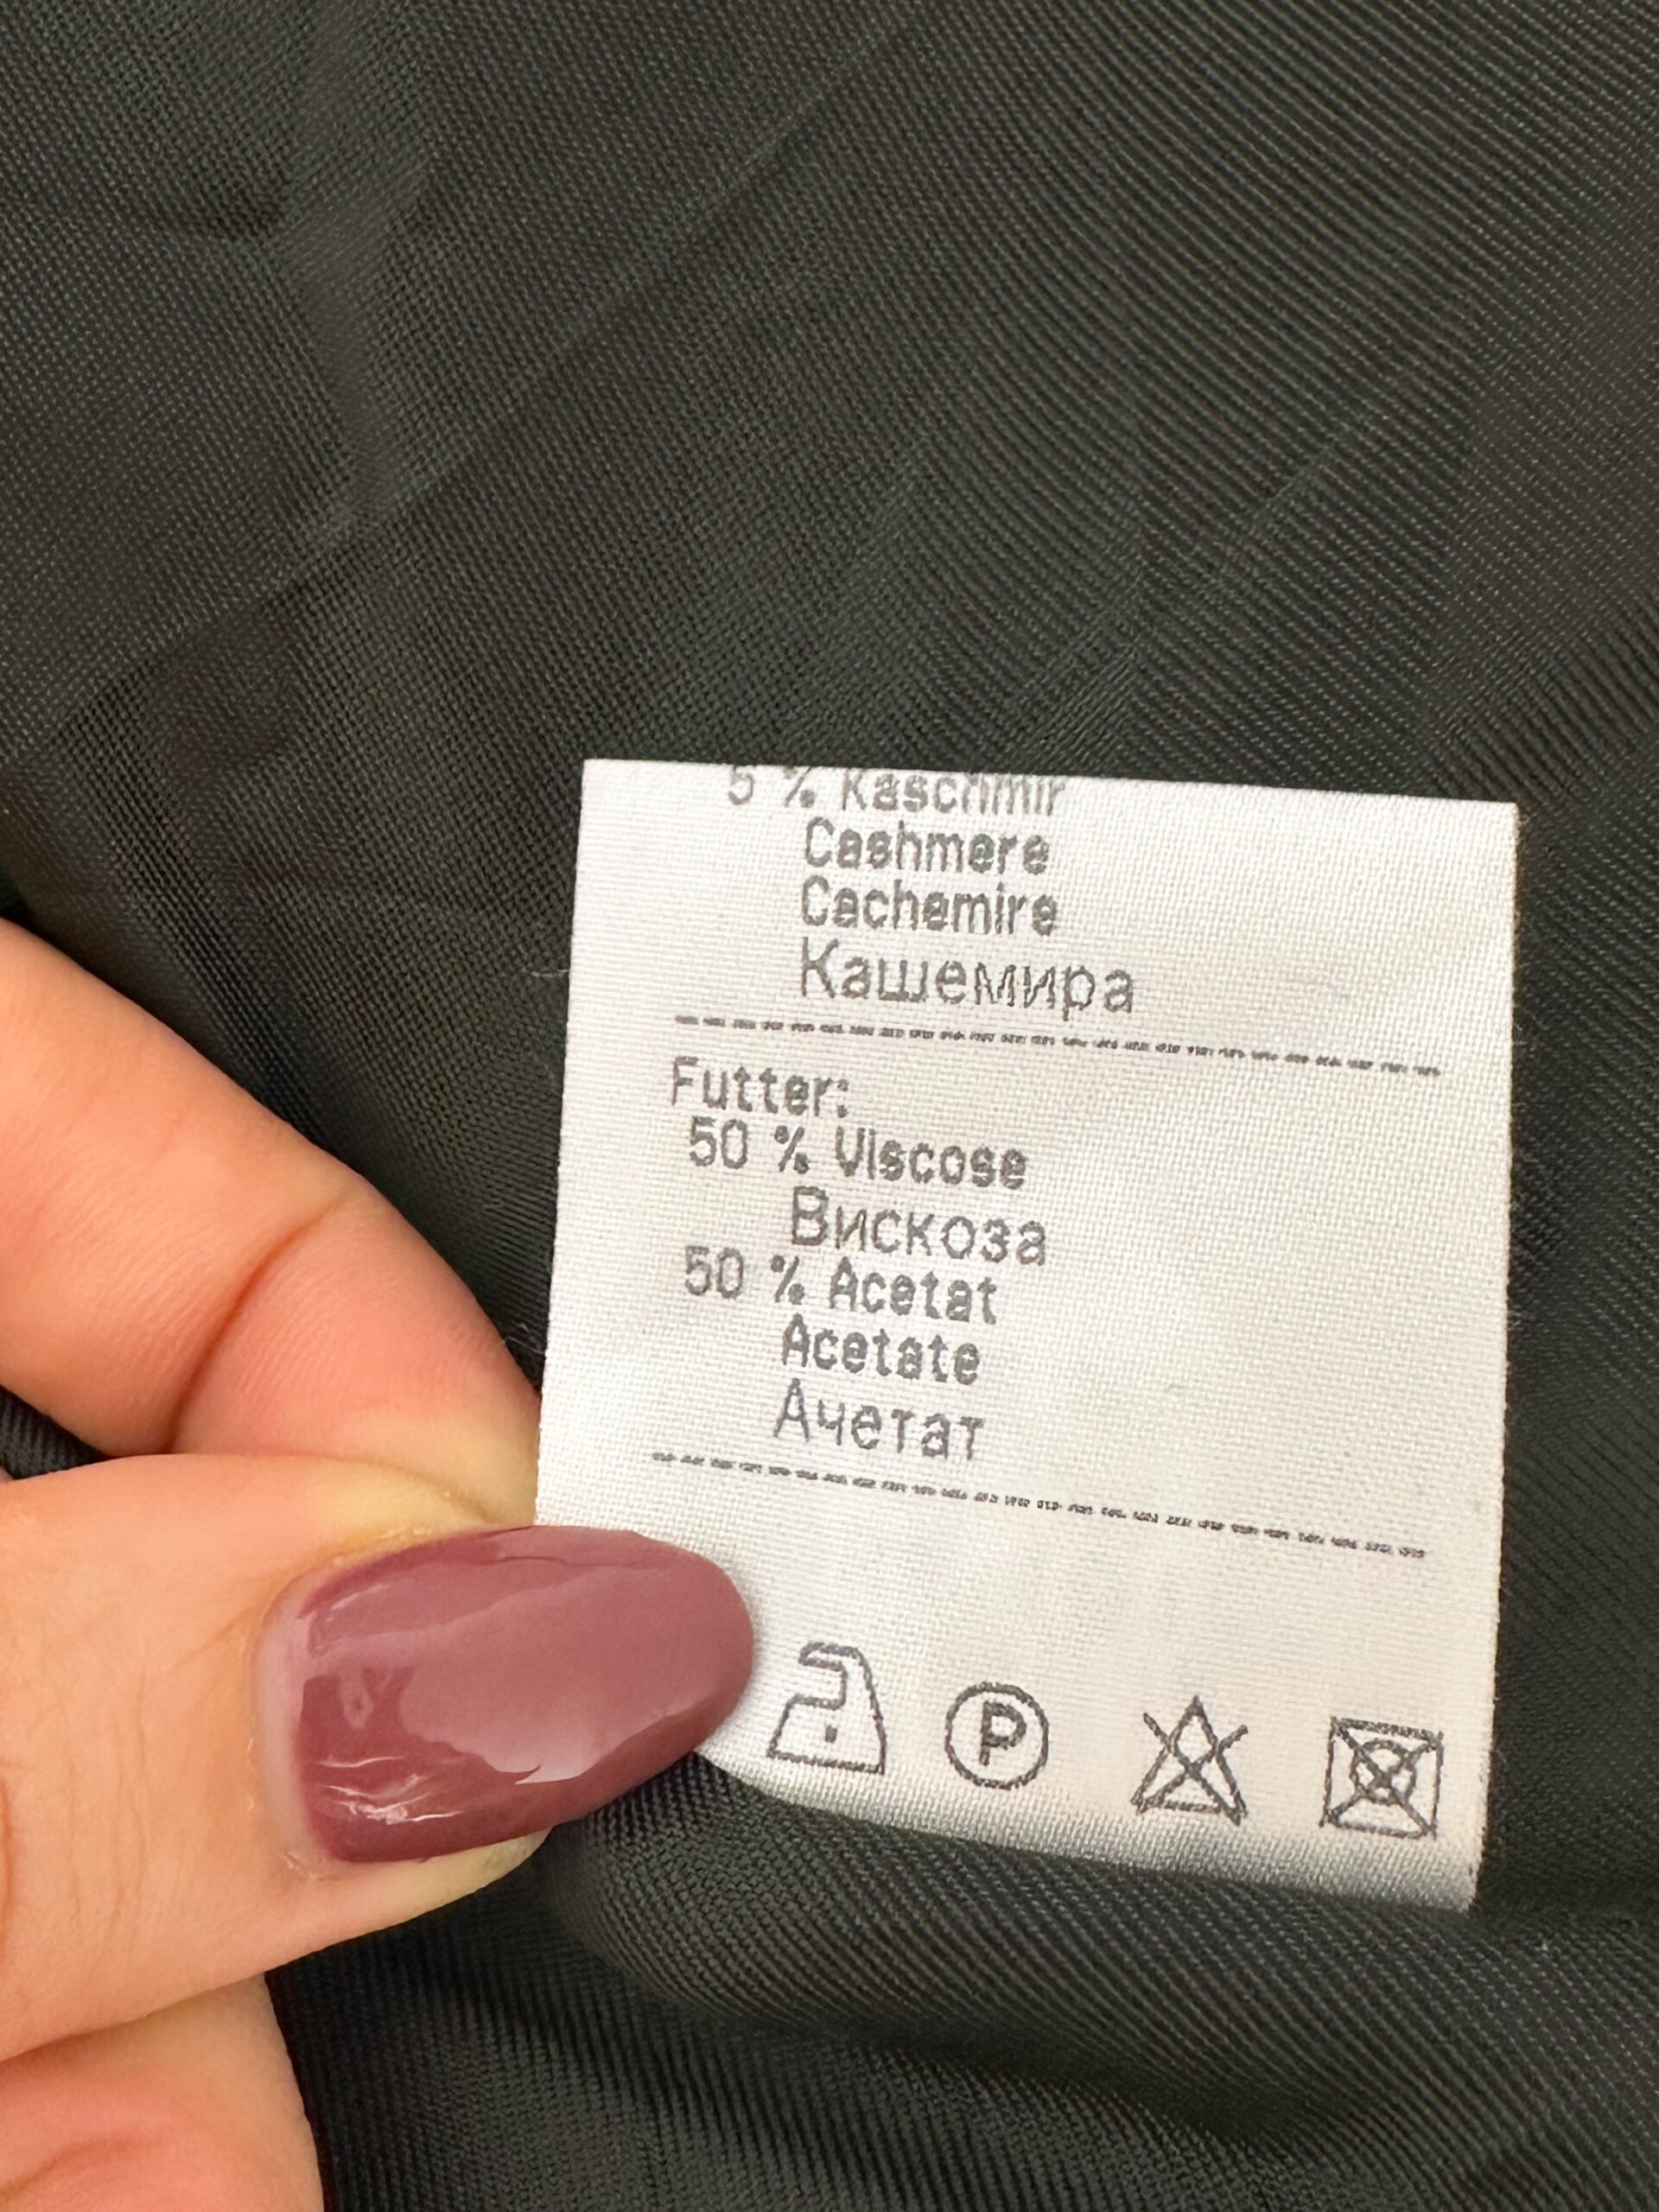 5 % Kaschmir
Cashmere
Cachemire
Кашемира
Futter:
50 % Viscose
Вискоза
50 % Acetat
Acetate
Ачетат
P